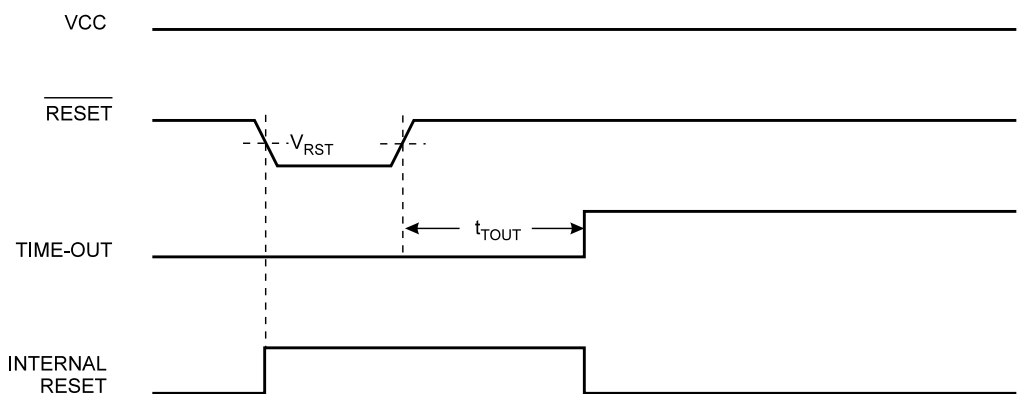 VCC
RESET
VRST
tTOUT
TIME-OUT
INTERNAL
RESET